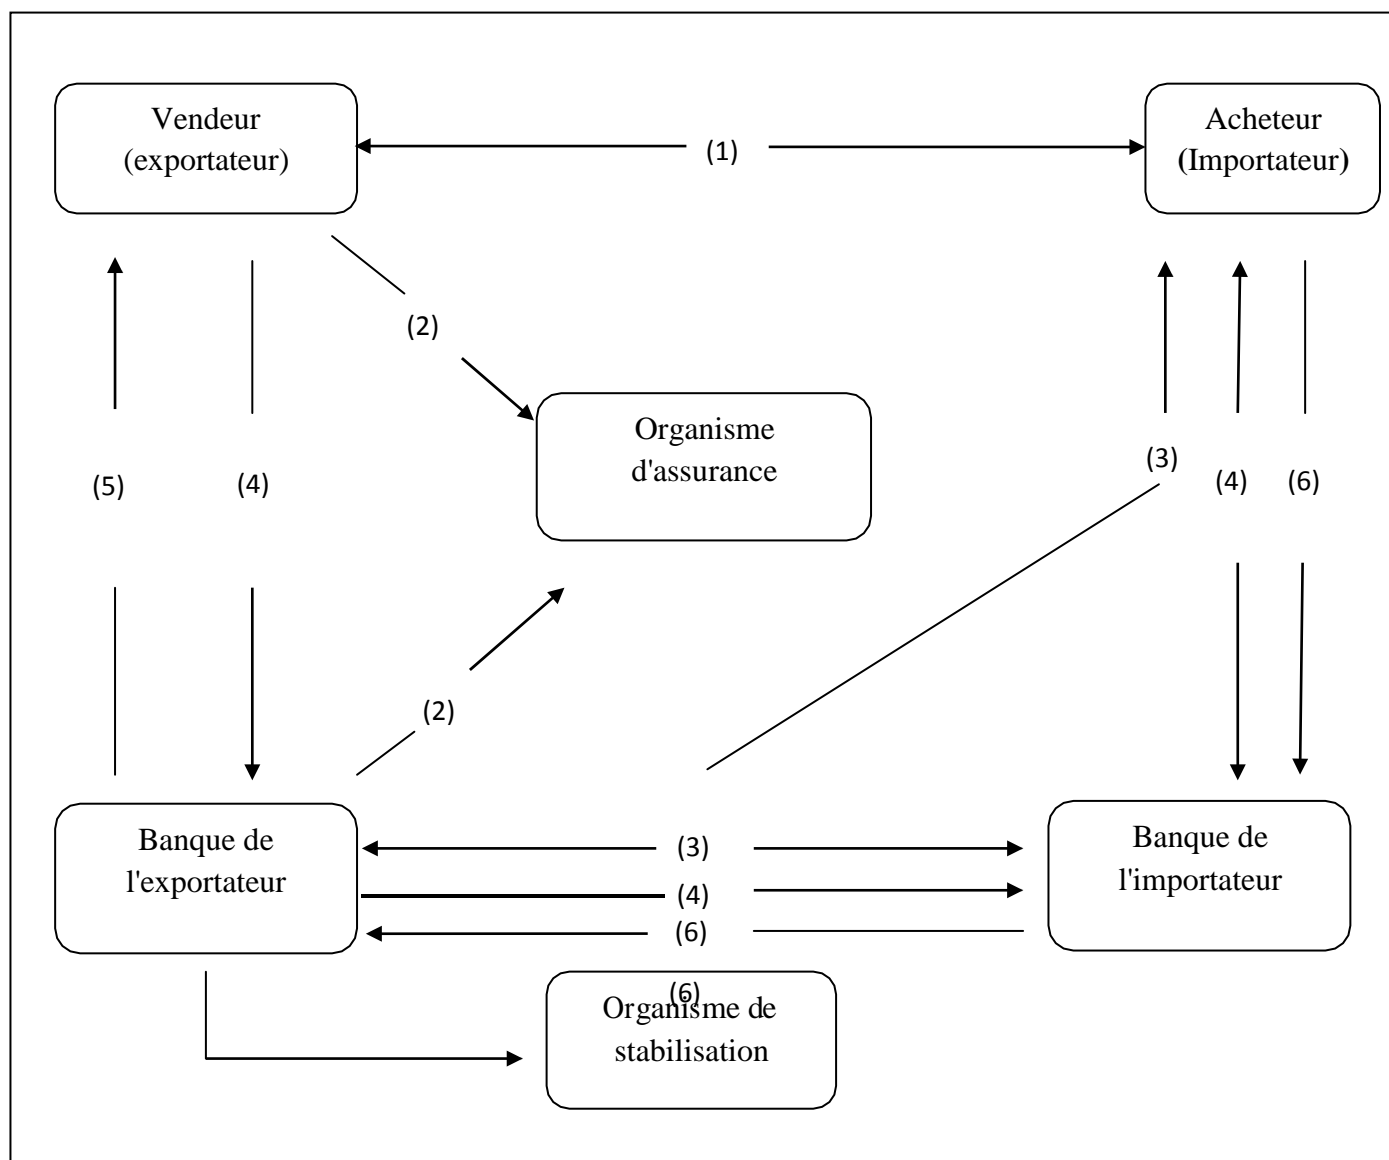 Vendeur
(exportateur)
(1)
Acheteur
(Importateur)
(2)
Organisme
d'assurance
(3)
(4)
(6)
(5)
(4)
(2)
Banque de
l'exportateur
(3)
(4)
(6)
Banque de
l'importateur
(6)
Organisme de
stabilisation